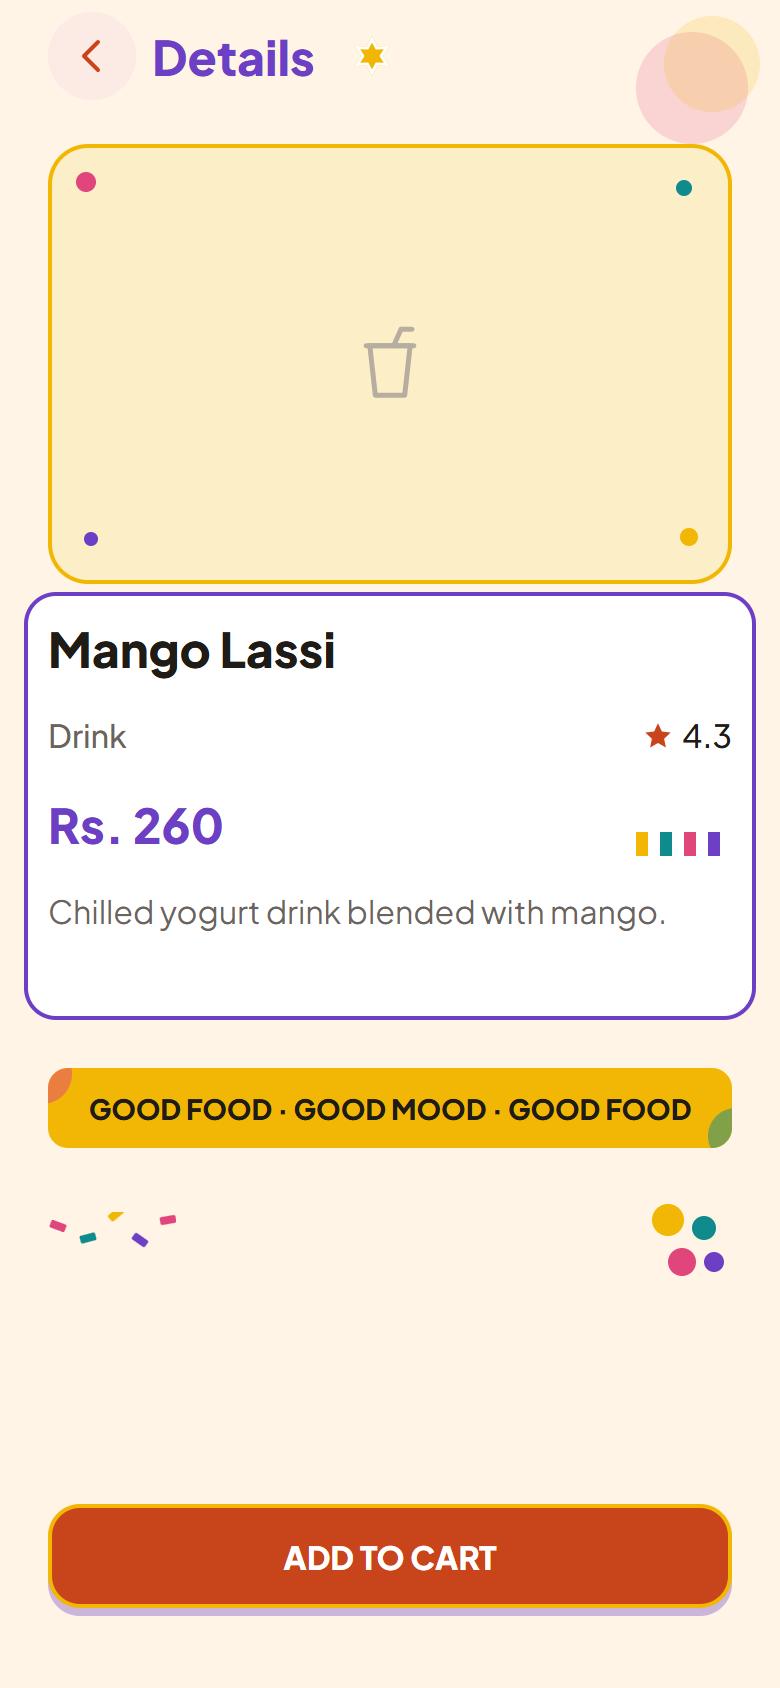 Details
Mango Lassi
Drink
4.3
Rs. 260
Chilled yogurt drink blended with mango.
GOOD FOOD · GOOD MOOD · GOOD FOOD
ADD TO CART